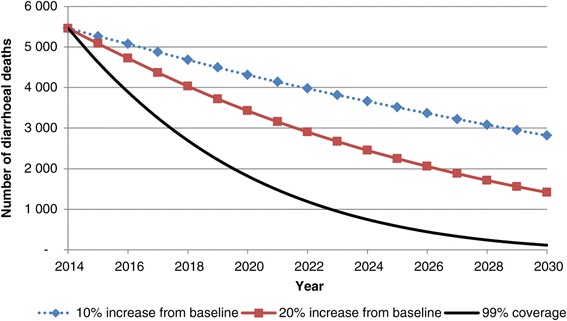 6 000
5 000
4 000
3 000
2 000
1 000
-
Number of diarrhoeal deaths
2014 2016 2018 2020 2022 2024 2026 2028 2030
Year
10% increase from baseline 20% increase from baseline 99% coverage